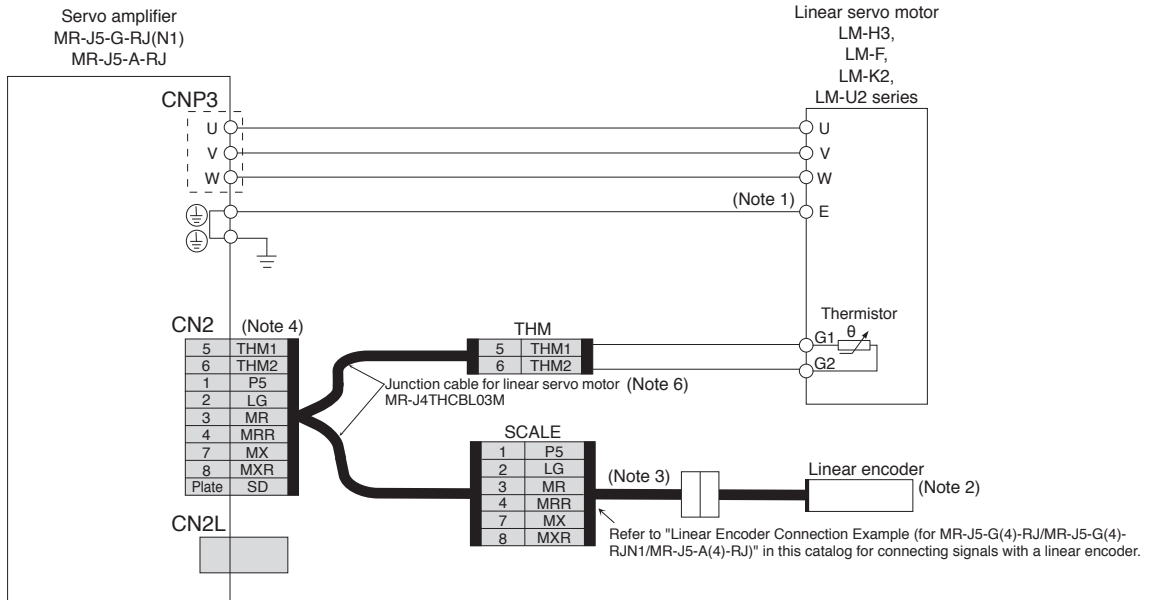 Servo amplifier
MR-J5-G-RJ(N1)
MR-J5-A-RJ
Linear servo motor
LM-H3,
LM-F,
LM-K2,
LM-U2 series
CNP3
U
V
W
U
V
W
(Note 1)
E
CN2 (Note 4)
5 THM1
6 THM2
1 P5
2 LG
3 MR
4 MRR
7 MX
8 MXR
Plate SD
THM
5 THM1
6 THM2
Thermistor
θ
G1
G2
Junction cable for linear servo motor (Note 6)
MR-J4THCBL03M
SCALE
1 P5
2 LG
3 MR
4 MRR
7 MX
8 MXR
(Note 3)
Linear encoder
(Note 2)
Refer to "Linear Encoder Connection Example (for MR-J5-G(4)-RJ/MR-J5-G(4)-
RJN1/MR-J5-A(4)-RJ)" in this catalog for connecting signals with a linear encoder.
CN2L